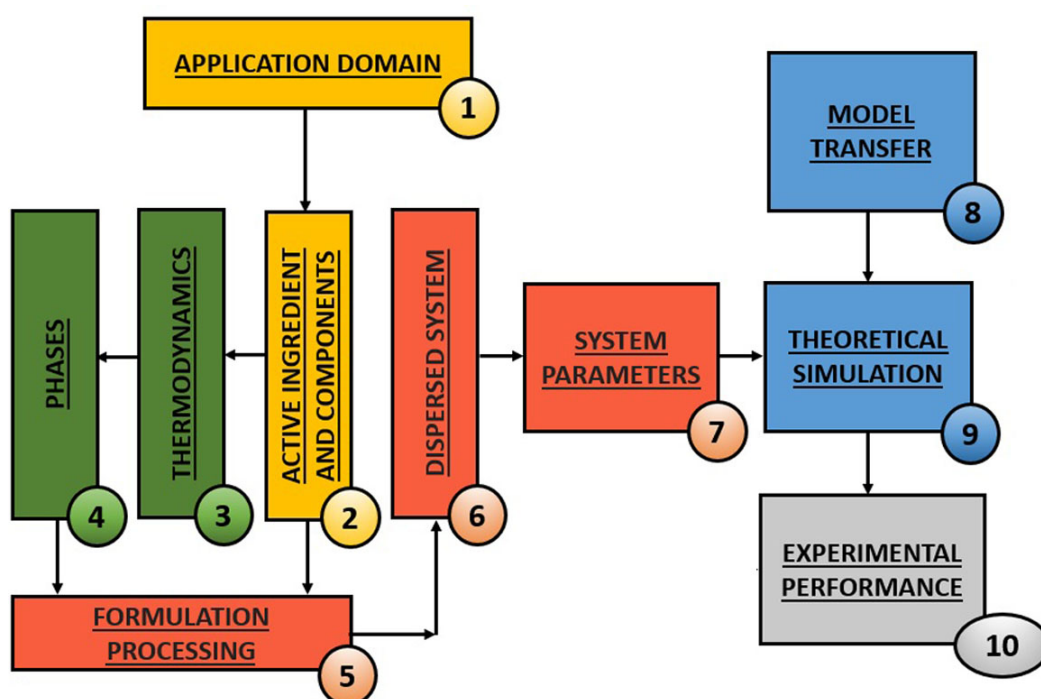 APPLICATION DOMAIN
1
PHASES
4
THERMODYNAMICS
3
ACTIVE INGREDIENT
AND COMPONENTS
2
FORMULATION
PROCESSING
5
DISPERSED SYSTEM
6
SYSTEM
PARAMETERS
7
MODEL
TRANSFER
8
THEORETICAL
SIMULATION
9
EXPERIMENTAL
PERFORMANCE
10